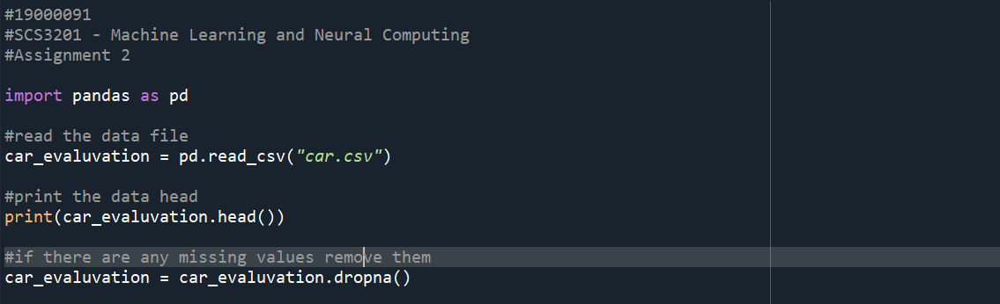 #19000091
#SCS3201 - Machine Learning and Neural Computing
#Assignment 2
import pandas as pd
#read the data file
car_evaluvation = pd.read_csv("car.csv")
#print the data head
print(car_evaluvation.head())
#if there are any missing values remove them
car_evaluvation = car_evaluvation.dropna()